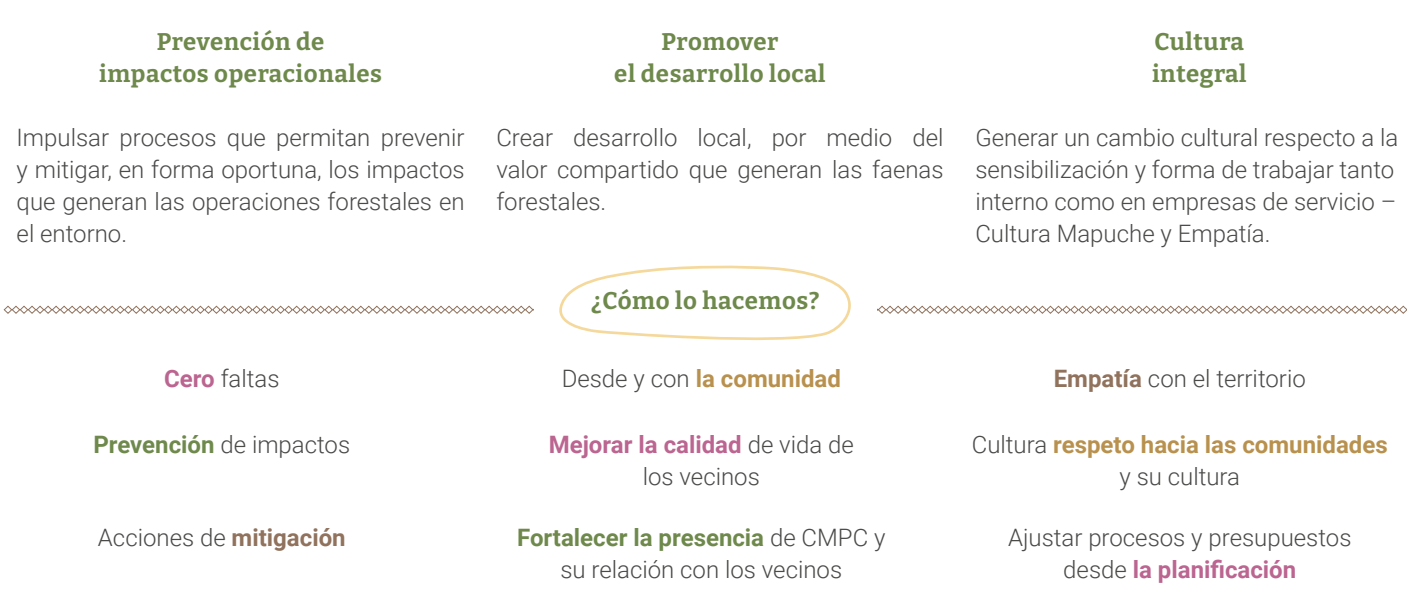 Prevención de
impactos operacionales
Impulsar procesos que permitan prevenir
y mitigar, en forma oportuna, los impactos
que generan las operaciones forestales en
el entorno.
Promover
el desarrollo local
Crear desarrollo local, por medio del
valor compartido que generan las faenas
forestales.
Cultura
integral
Generar un cambio cultural respecto a la
sensibilización y forma de trabajar tanto
interno como en empresas de servicio –
Cultura Mapuche y Empatía.
¿Cómo lo hacemos?
Cero faltas
Prevención de impactos
Acciones de mitigación
Desde y con la comunidad
Mejorar la calidad de vida de
los vecinos
Fortalecer la presencia de CMPC y
su relación con los vecinos
Empatía con el territorio
Cultura respeto hacia las comunidades
y su cultura
Ajustar procesos y presupuestos
desde la planificación